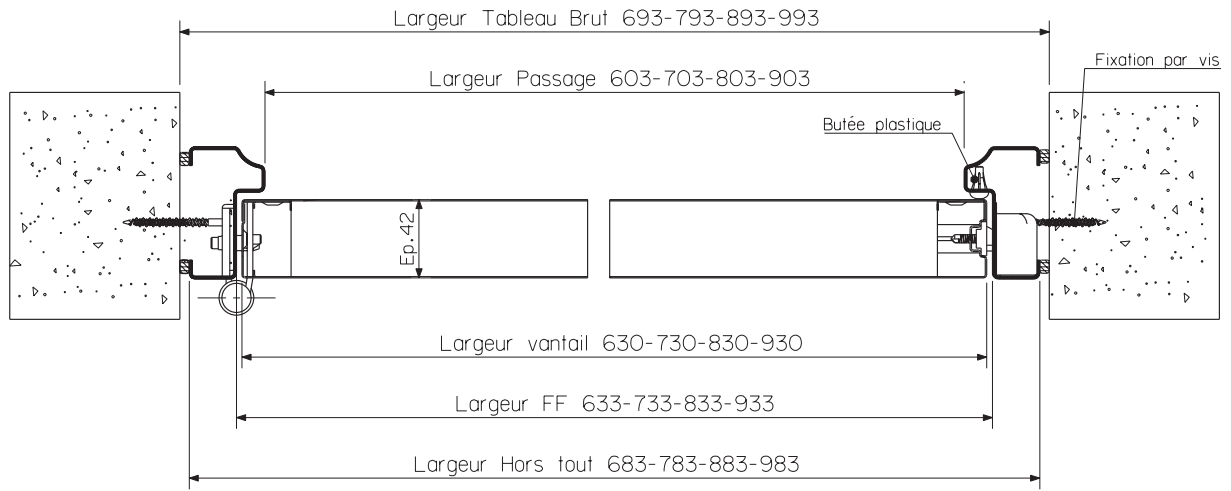 Largeur Tableau Brut 693-793-893-993
Fixation par vis
Largeur Passage 603-703-803-903
Butée plastique
Ep.42
Largeur vantail 630-730-830-930
Largeur FF 633-733-833-933
Largeur Hors tout 683-783-883-983